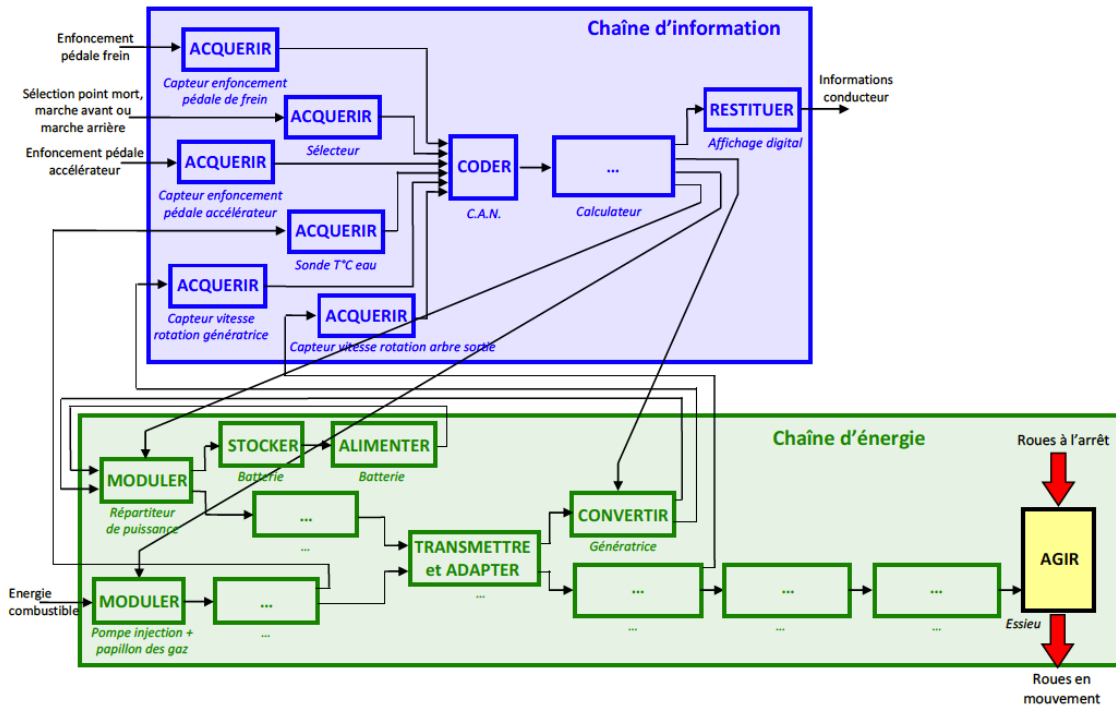 Chaîne d'information
Enfoncement
pédale frein
ACQUERIR
Capteur enfoncement
pédale de frein
Sélection point mort,
marche avant ou
marche arrière
ACQUERIR
Sélecteur
Enfoncement pédale
accélérateur
ACQUERIR
Capteur enfoncement
pédale accélérateur
ACQUERIR
Sonde T°C eau
ACQUERIR
Capteur vitesse
rotation génératrice
ACQUERIR
Capteur vitesse rotation arbre sortie
CODER
C.A.N.
...
Calculateur
RESTITUER
Affichage digital
Informations
conducteur
Chaîne d'énergie
STOCKER
Batterie
ALIMENTER
Batterie
MODULER
Répartiteur
de puissance
...
...
Energie
combustible
MODULER
Pompe injection +
papillon des gaz
...
...
TRANSMETTRE
et ADAPTER
...
CONVERTIR
Génératrice
...
...
...
...
...
...
Essieu
Roues à l'arrêt
AGIR
Roues en
mouvement